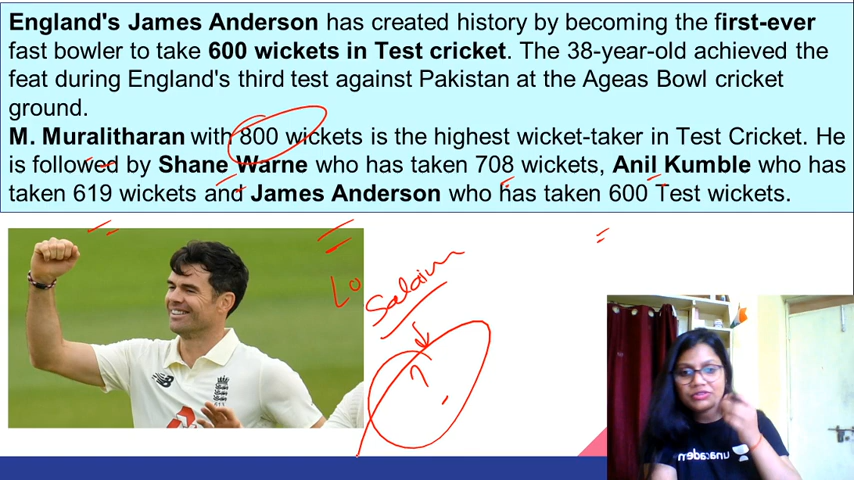 England's James Anderson has created history by becoming the first-ever
fast bowler to take 600 wickets in Test cricket. The 38-year-old achieved the
feat during England's third test against Pakistan at the Ageas Bowl cricket
ground.
M. Muralitharan with 800 wickets is the highest wicket-taker in Test Cricket. He
is followed by Shane Warne who has taken 708 wickets, Anil Kumble who has
taken 619 wickets and James Anderson who has taken 600 Test wickets.
Lo
?
unacadem